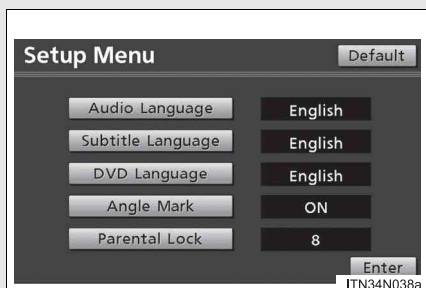 Setup Menu Default
Audio Language English
Subtitle Language English
DVD Language English
Angle Mark ON
Parental Lock 8
Enter
ITN34N038a